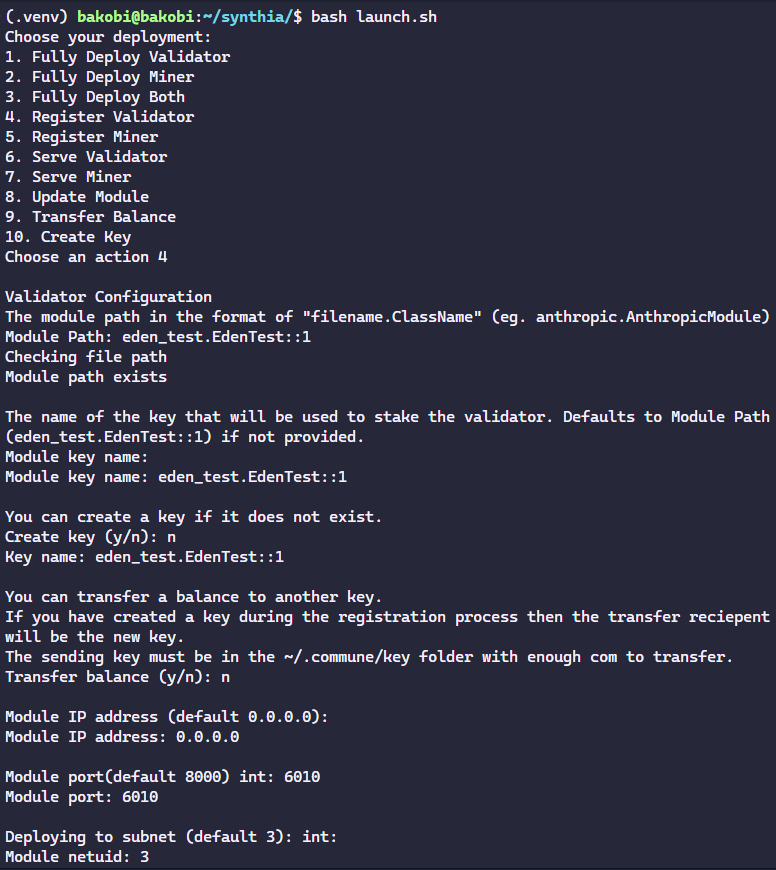 (.venv) bakobi@bakobi:~/synthia/$ bash launch.sh
Choose your deployment:
1. Fully Deploy Validator
2. Fully Deploy Miner
3. Fully Deploy Both
4. Register Validator
5. Register Miner
6. Serve Validator
7. Serve Miner
8. Update Module
9. Transfer Balance
10. Create Key
Choose an action 4

Validator Configuration
The module path in the format of "filename.ClassName" (eg. anthropic.AnthropicModule)
Module Path: eden_test.EdenTest::1
Checking file path
Module path exists

The name of the key that will be used to stake the validator. Defaults to Module Path
(eden_test.EdenTest::1) if not provided.
Module key name:
Module key name: eden_test.EdenTest::1

You can create a key if it does not exist.
Create key (y/n): n
Key name: eden_test.EdenTest::1

You can transfer a balance to another key.
If you have created a key during the registration process then the transfer reciepent
will be the new key.
The sending key must be in the ~/.commune/key folder with enough com to transfer.
Transfer balance (y/n): n

Module IP address (default 0.0.0.0):
Module IP address: 0.0.0.0

Module port(default 8000) int: 6010
Module port: 6010

Deploying to subnet (default 3): int:
Module netuid: 3